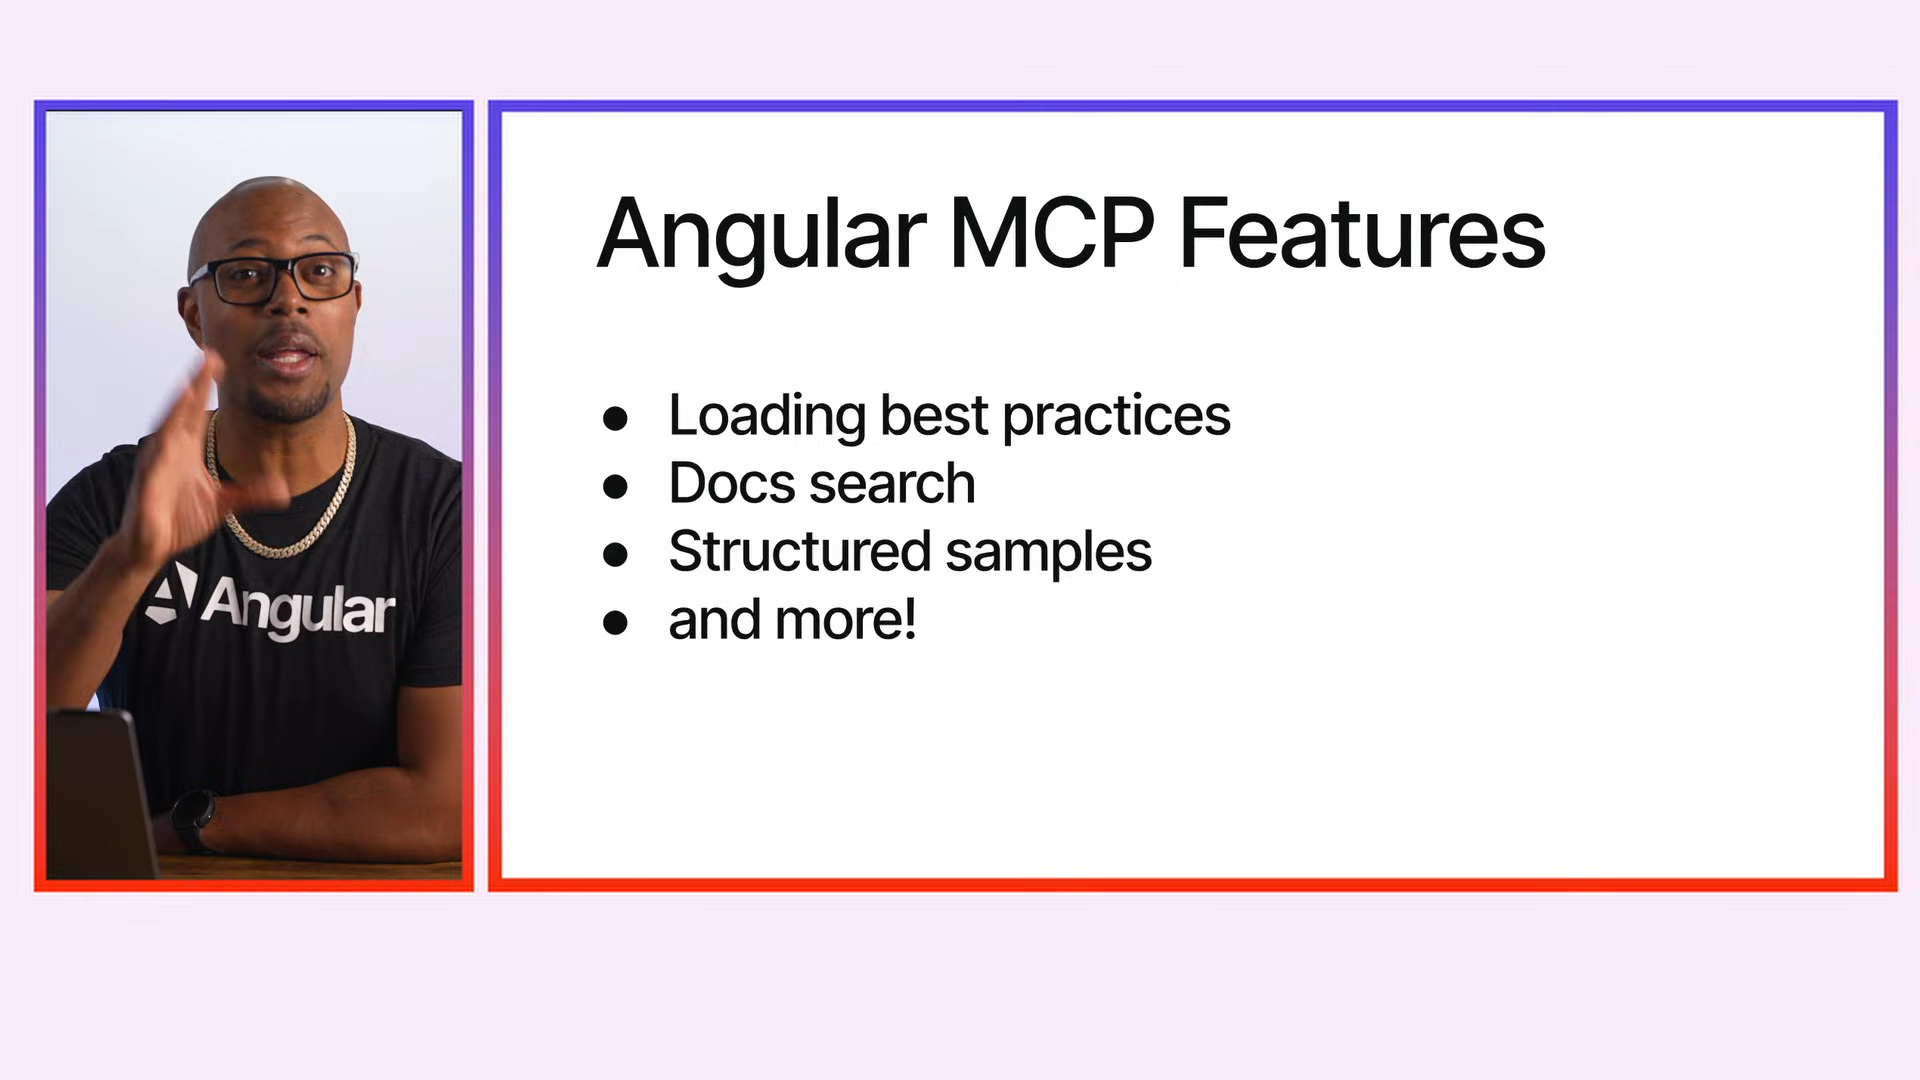 Angular MCP Features
● Loading best practices
● Docs search
● Structured samples
● and more!
Angular